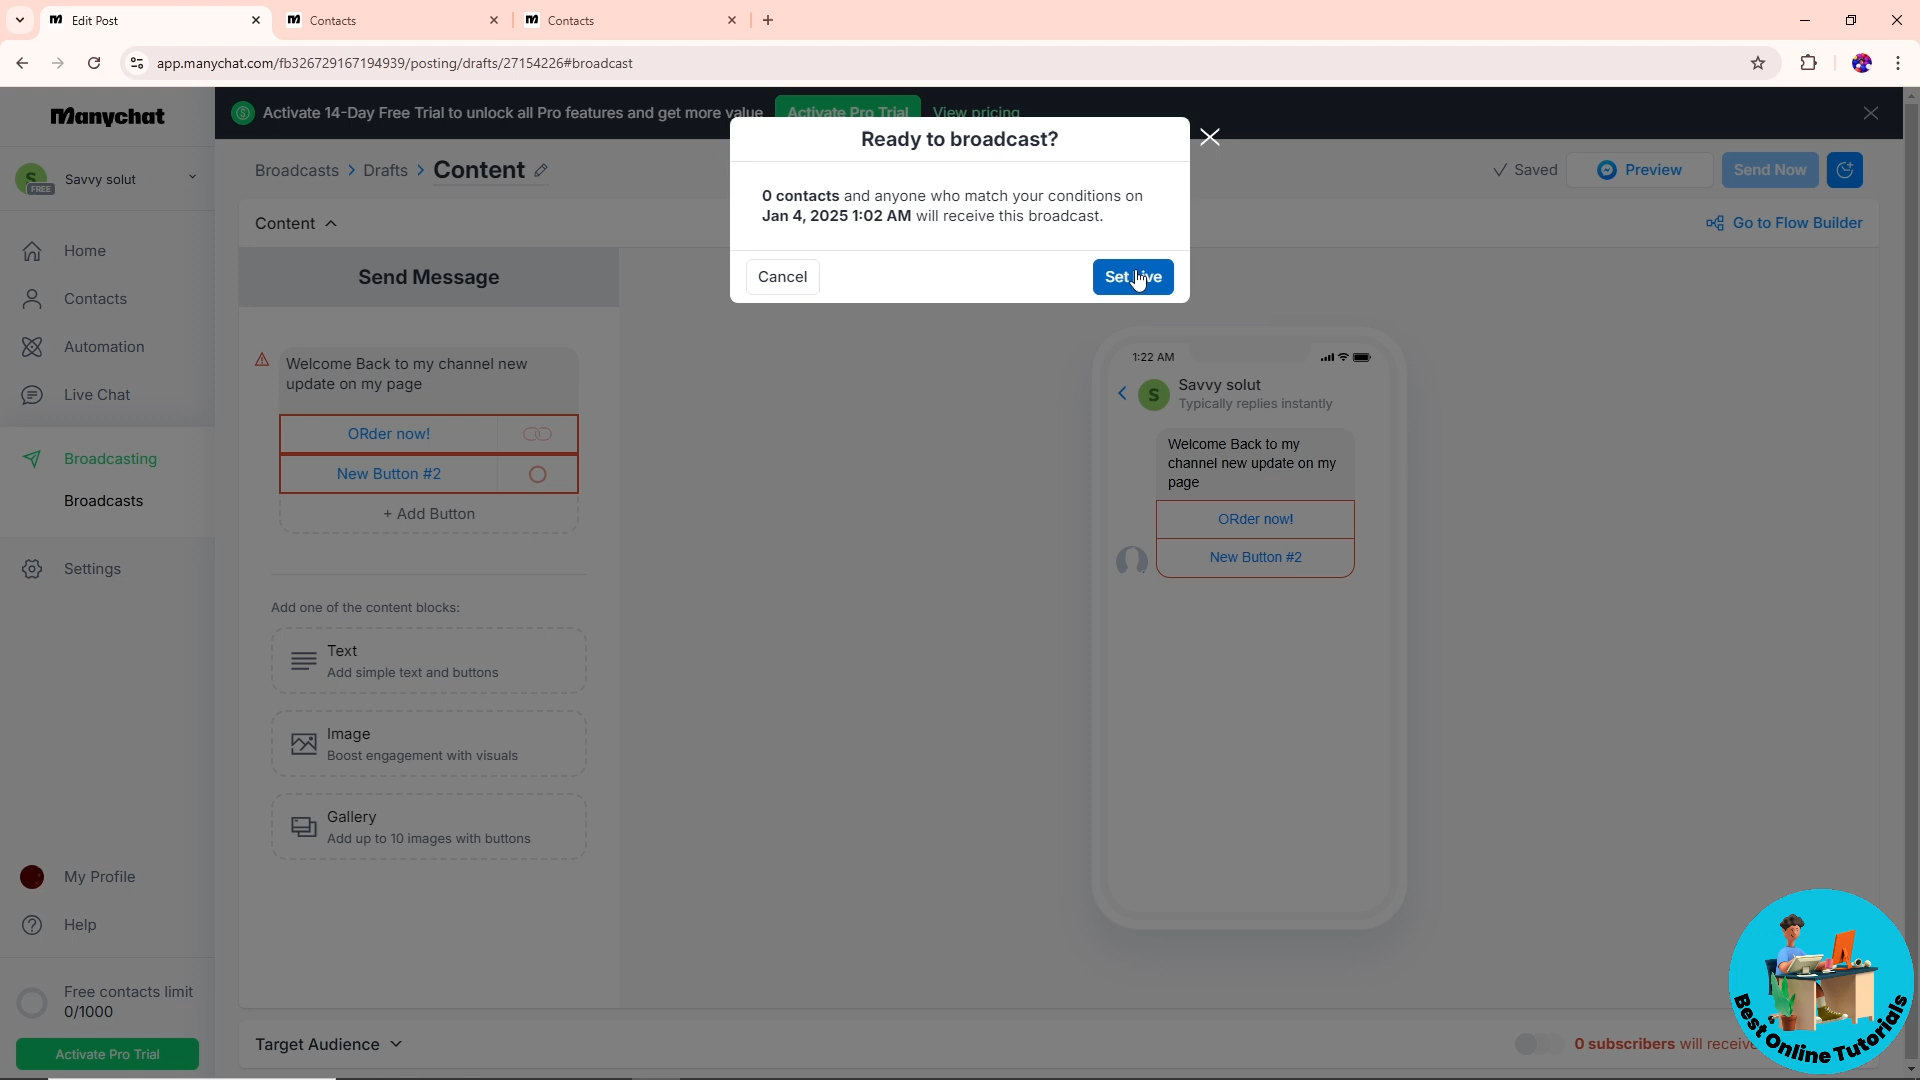 Edit Post
Contacts
Contacts
app.manychat.com/fb326729167194939/posting/drafts/27154226#broadcast
Manychat
Activate 14-Day Free Trial to unlock all Pro features and get more value
Activate Pro Trial
View pricing
S
FREE
Savvy solut
Home
Contacts
Automation
Live Chat
Broadcasting
Broadcasts
Settings
My Profile
Help
Free contacts limit
0/1000
Activate Pro Trial
Broadcasts > Drafts > Content
Saved
Preview
Send Now
Content
Go to Flow Builder
Ready to broadcast?
0 contacts and anyone who match your conditions on
Jan 4, 2025 1:02 AM will receive this broadcast.
Cancel
Set Live
Send Message
Welcome Back to my channel new
update on my page
ORder now!
New Button #2
+ Add Button
Add one of the content blocks:
Text
Add simple text and buttons
Image
Boost engagement with visuals
Gallery
Add up to 10 images with buttons
1:22 AM
S
Savvy solut
Typically replies instantly
Welcome Back to my
channel new update on my
page
ORder now!
New Button #2
Target Audience
0 subscribers will receive
Best Online Tutorials